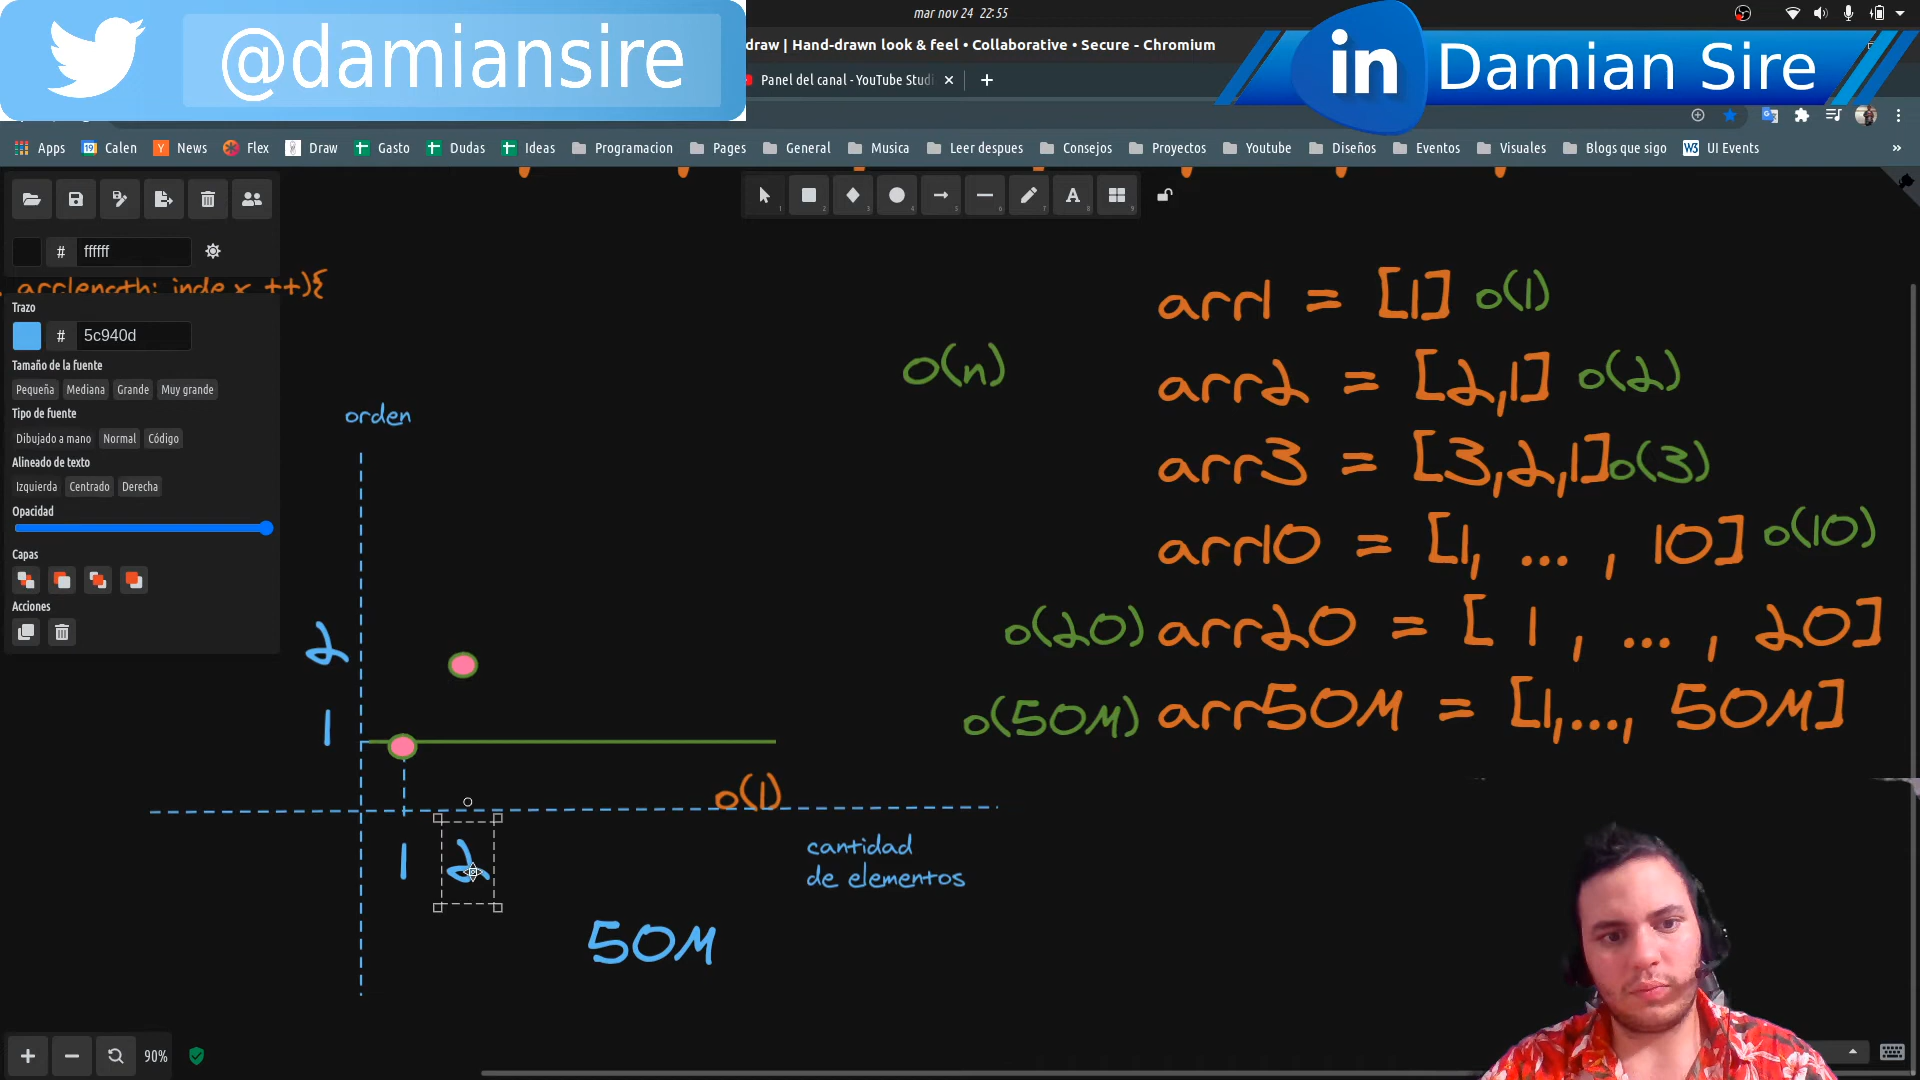 mar nov 24 22:55
@damiansire
in Damian Sire
draw | Hand-drawn look & feel • Collaborative • Secure - Chromium
Panel del canal - YouTube Studi
Apps
Calen
News
Flex
Draw
Gasto
Dudas
Ideas
Programacion
Pages
General
Musica
Leer despues
Consejos
Proyectos
Youtube
Diseños
Eventos
Visuales
Blogs que sigo
UI Events
»
# ffffff
arr.length; index ++){
Trazo
# 5c940d
Tamaño de la fuente
Pequeña Mediana Grande Muy grande
Tipo de fuente
Dibujado a mano Normal Código
Alineado de texto
Izquierda Centrado Derecha
Opacidad
Capas
Acciones
orden
2
1
1 2
50M
o(1)
cantidad
de elementos
o(n)
arr1 = [1] o(1)
arr2 = [2,1] o(2)
arr3 = [3,2,1] o(3)
arr10 = [1, ... , 10] o(10)
o(20) arr20 = [ 1 , ... , 20]
o(50M) arr50M = [1,..., 50M]
90%